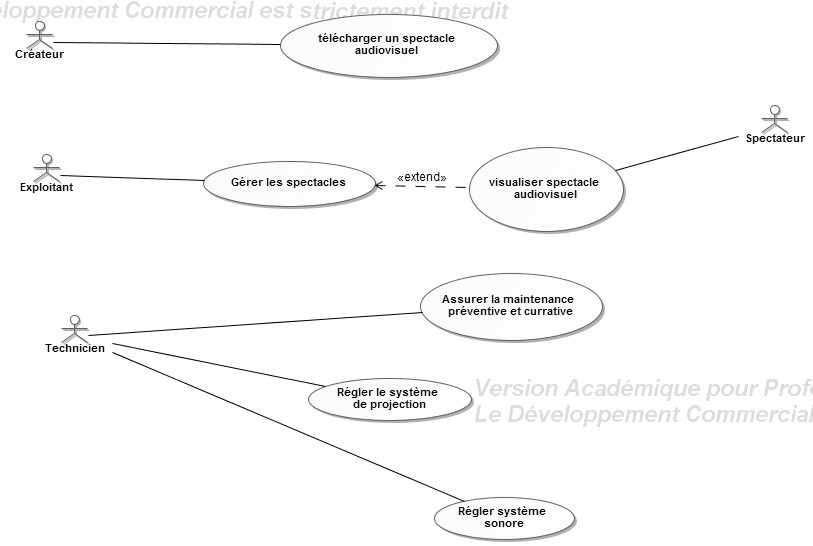 eloppement Commercial est strictement interdit
télécharger un spectacle
audiovisuel
Créateur
Spectateur
Exploitant
Gérer les spectacles
«extend»
visualiser spectacle
audiovisuel
Assurer la maintenance
préventive et currative
Technicien
Régler le système
de projection
Version Académique pour Profe
Le Développement Commercial
Régler système
sonore